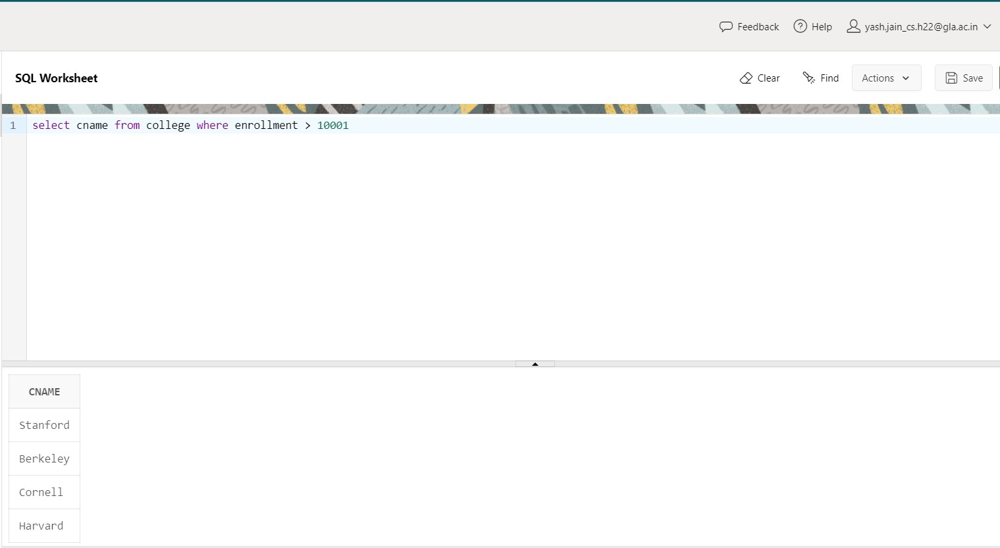 Feedback Help yash.jain_cs.h22@gla.ac.in
SQL Worksheet Clear Find Actions Save
1 select cname from college where enrollment > 10001
CNAME
Stanford
Berkeley
Cornell
Harvard